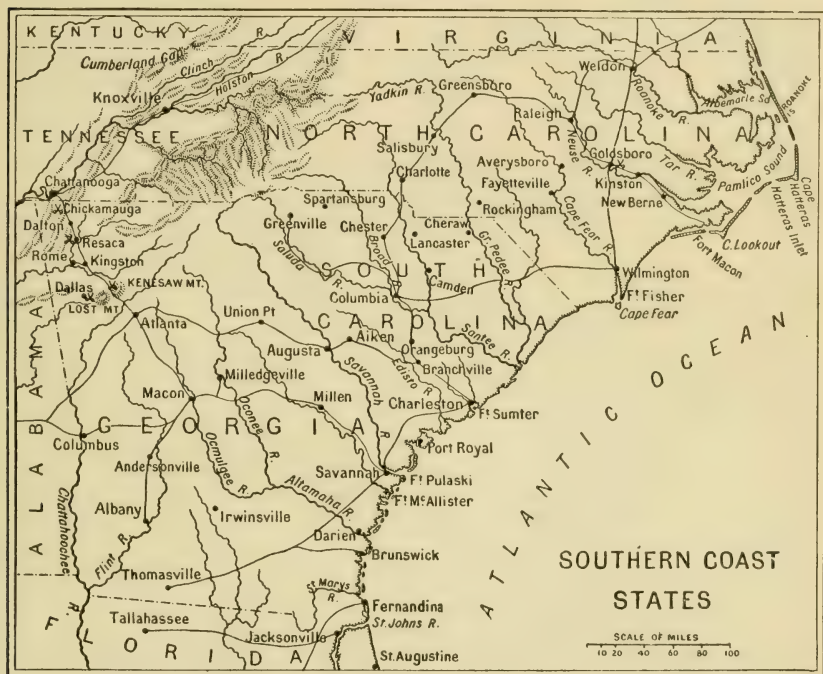 KENTUCKY
VIRGINIA
Cumberland Gap
Clinch R.
Holston R.
Knoxville
TENNESSEE
NORTH CAROLINA
Yadkin R.
Greensboro
Weldon
Roanoke R.
Albemarle Sd
ROANOKE IS
Raleigh
Neuse R.
Salisbury
Averysboro
Goldsboro
Tar R.
Pamlico Sound
Charlotte
Fayetteville
Kinston
New Berne
Cape Hatteras
Hatteras Inlet
Chattanooga
Chickamauga
Spartansburg
Rockingham
Cape Fear R.
Dalton
Greenville
Chester
Cheraw
Lancaster
Fort Macon
C. Lookout
Resaca
Broad R.
Gr. Pedee R.
Rome
Kingston
Saluda R.
SOUTH CAROLINA
Camden
Wilmington
Dallas
KENESAW MT.
LOST MT.
Columbia
Ft Fisher
Cape Fear
Atlanta
Union Pt
Aiken
Augusta
Orangeburg
Santee R.
Branchville
Edisto R.
Milledgeville
Savannah R.
Macon
Millen
Charleston
Ft Sumter
ALABAMA
GEORGIA
Oconee R.
Columbus
Ocmulgee R.
Port Royal
Andersonville
Savannah
Ft Pulaski
Altamaha R.
Ft McAllister
Albany
Irwinsville
Darien
Chattahoochee R.
Flint R.
Brunswick
Thomasville
St Marys R.
Fernandina
Tallahassee
St. Johns R.
Jacksonville
FLORIDA
St. Augustine
ATLANTIC OCEAN
SOUTHERN COAST
STATES
SCALE OF MILES
10 20 40 60 80 100